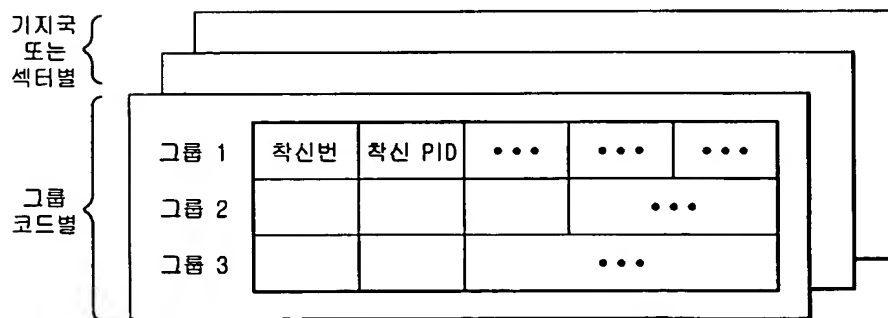 기지국
또는
섹터별
그룹
코드별
그룹 1 착신번 착신 PID ••• ••• •••
그룹 2 •••
그룹 3 •••